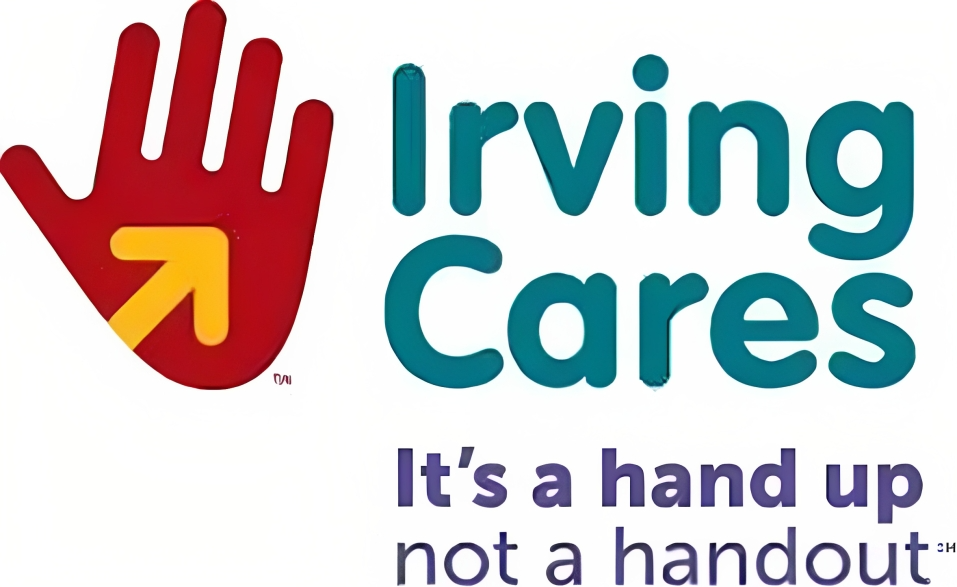 Irving
Cares
It's a hand up
not a handout